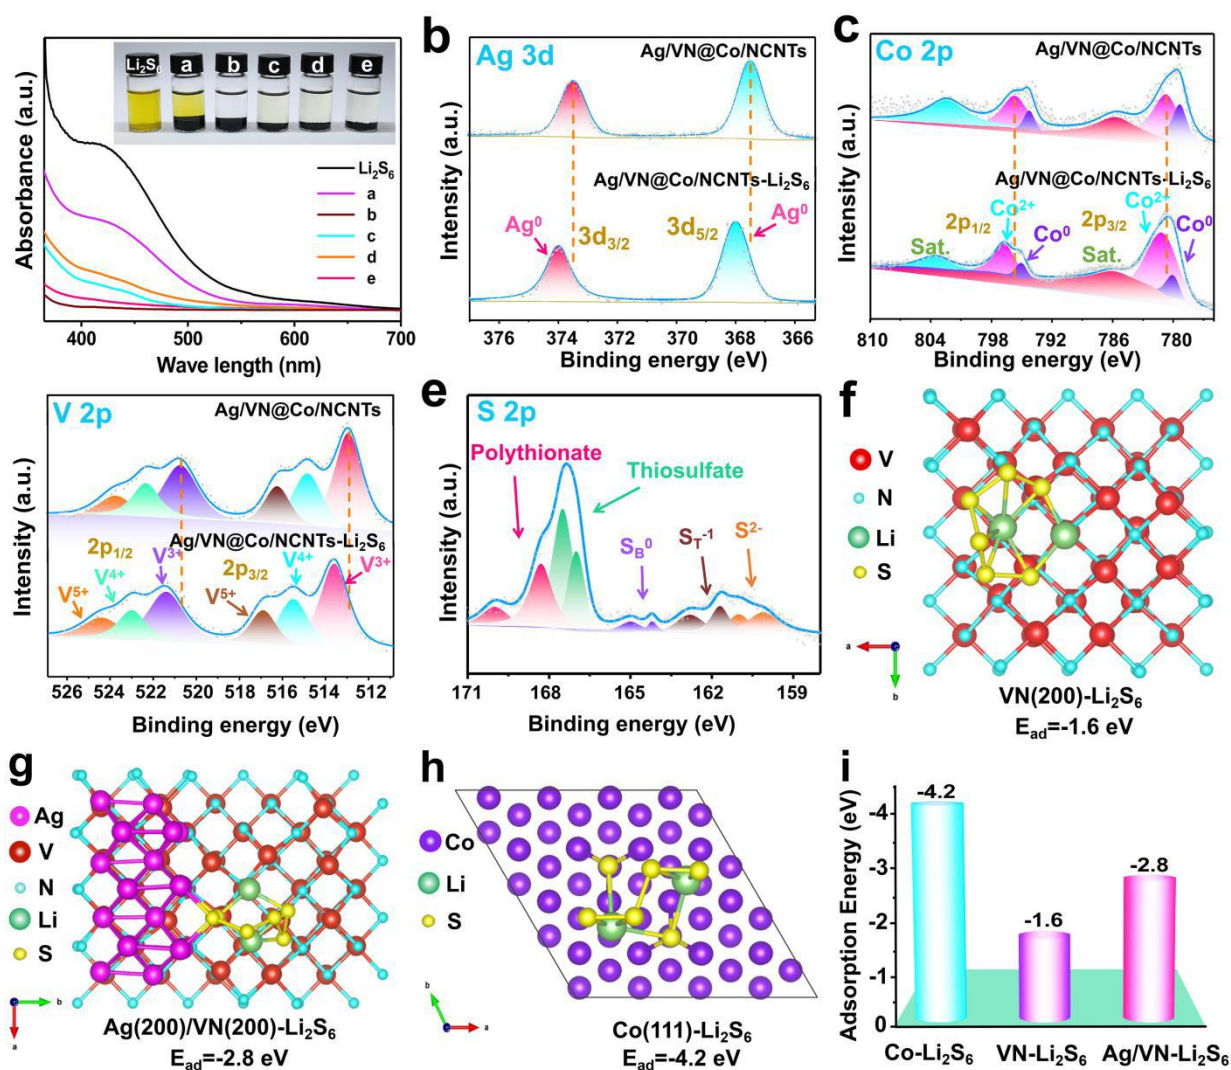 Li₂S₆ a b c d e
Absorbance (a.u.)
Li₂S₆
a
b
c
d
e
400 500 600 700
Wave length (nm)
b
Ag 3d
Ag/VN@Co/NCNTs
Ag/VN@Co/NCNTs-Li₂S₆
Ag⁰
3d₃/₂
3d₅/₂
Ag⁰
Intensity (a.u.)
376 374 372 370 368 366
Binding energy (eV)
c
Co 2p
Ag/VN@Co/NCNTs
Ag/VN@Co/NCNTs-Li₂S₆
2p₁/₂
Co²⁺
2p₃/₂
Co²⁺
Sat.
Co⁰
Sat.
Co⁰
Intensity (a.u.)
810 804 798 792 786 780
Binding energy (eV)
V 2p
Ag/VN@Co/NCNTs
Ag/VN@Co/NCNTs-Li₂S₆
2p₁/₂
V³⁺
V⁴⁺
V⁵⁺
2p₃/₂
V⁴⁺
V³⁺
V⁵⁺
Intensity (a.u.)
526 524 522 520 518 516 514 512
Binding energy (eV)
e
S 2p
Polythionate
Thiosulfate
S_B⁰
S_T⁻¹
S²⁻
Intensity (a.u.)
171 168 165 162 159
Binding energy (eV)
f
V
N
Li
S
a
b
VN(200)-Li₂S₆
E_ad=-1.6 eV
g
Ag
V
N
Li
S
b
a
Ag(200)/VN(200)-Li₂S₆
E_ad=-2.8 eV
h
Co
Li
S
b
a
Co(111)-Li₂S₆
E_ad=-4.2 eV
i
Adsorption Energy (eV)
-4
-3
-2
-1
0
-4.2
-1.6
-2.8
Co-Li₂S₆ VN-Li₂S₆ Ag/VN-Li₂S₆